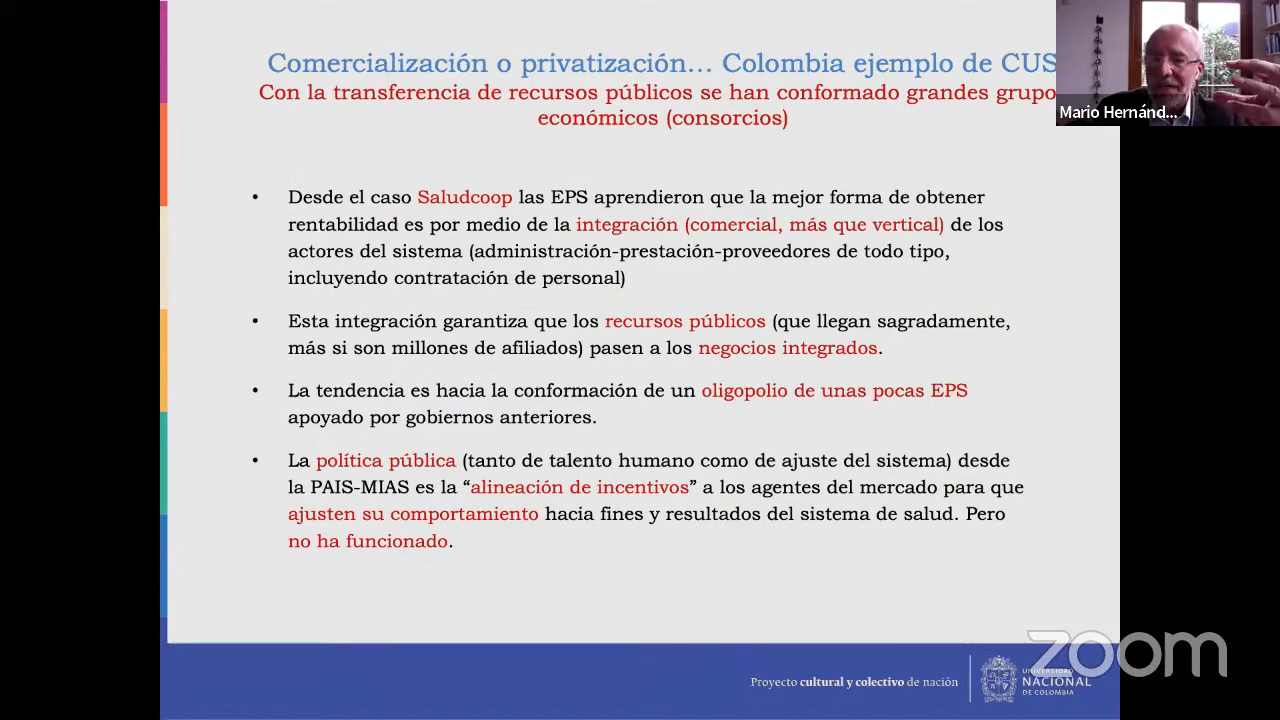 Comercialización o privatización… Colombia ejemplo de CUS
Con la transferencia de recursos públicos se han conformado grandes grupo
económicos (consorcios)
Mario Hernánd...
• Desde el caso Saludcoop las EPS aprendieron que la mejor forma de obtener
rentabilidad es por medio de la integración (comercial, más que vertical) de los
actores del sistema (administración-prestación-proveedores de todo tipo,
incluyendo contratación de personal)
• Esta integración garantiza que los recursos públicos (que llegan sagradamente,
más si son millones de afiliados) pasen a los negocios integrados.
• La tendencia es hacia la conformación de un oligopolio de unas pocas EPS
apoyado por gobiernos anteriores.
• La política pública (tanto de talento humano como de ajuste del sistema) desde
la PAIS-MIAS es la “alineación de incentivos” a los agentes del mercado para que
ajusten su comportamiento hacia fines y resultados del sistema de salud. Pero
no ha funcionado.
zoom
Proyecto cultural y colectivo de nación
UNIVERSIDAD
NACIONAL
DE COLOMBIA